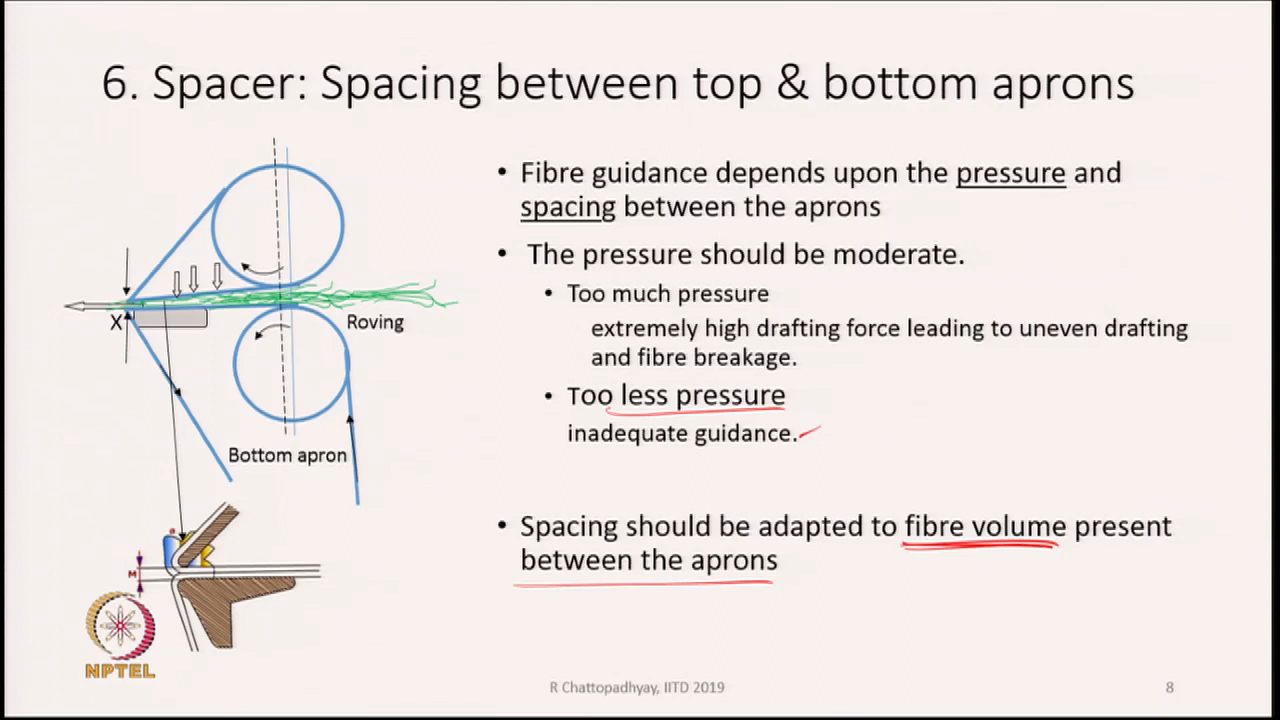 6. Spacer: Spacing between top & bottom aprons
• Fibre guidance depends upon the pressure and
spacing between the aprons
• The pressure should be moderate.
• Too much pressure
extremely high drafting force leading to uneven drafting
and fibre breakage.
• Too less pressure
inadequate guidance.
• Spacing should be adapted to fibre volume present
between the aprons
X
Roving
Bottom apron
a
M
NPTEL
R Chattopadhyay, IITD 2019
8